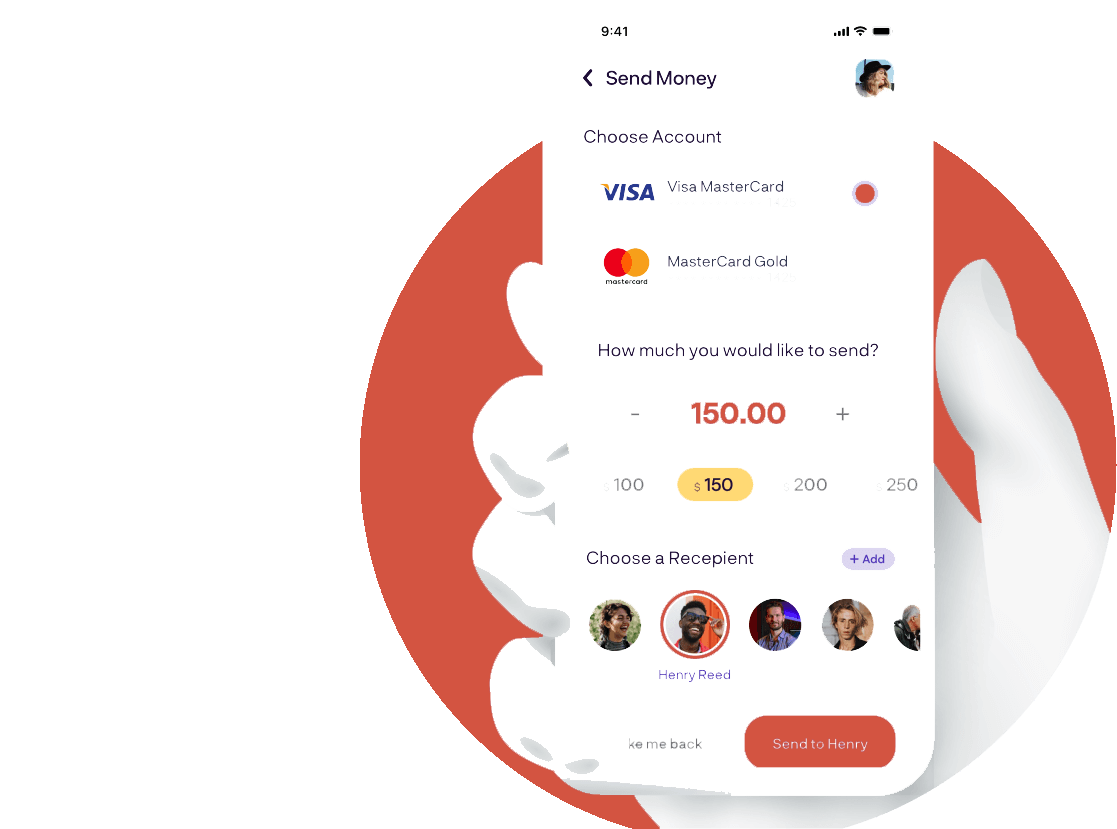 9:41
Send Money
Choose Account
VISA Visa MasterCard
mastercard MasterCard Gold
How much you would like to send?
- 150.00 +
100 $ 150 200 250
Choose a Recepient + Add
Henry Reed
ke me back Send to Henry